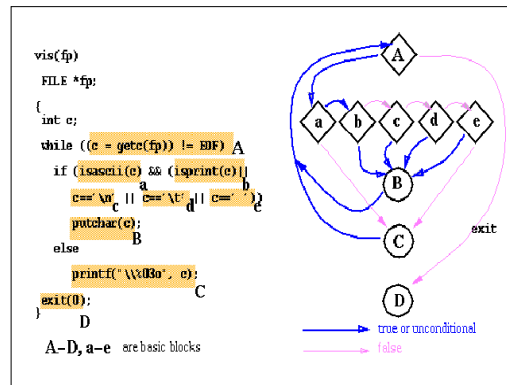 vis(fp)
FILE *fp;
{
int c;
while ((c = getc(fp)) != EOF) A
if (isascii(c) && (isprint(c)||
a b
c=='\n' || c=='\t' || c==' '))
c d e
putchar(c);
B
else
printf("\\%03o", c);
C
exit(0);
} D
A-D, a-e are basic blocks
A
a b c d e
B
C
exit
D
true or unconditional
false